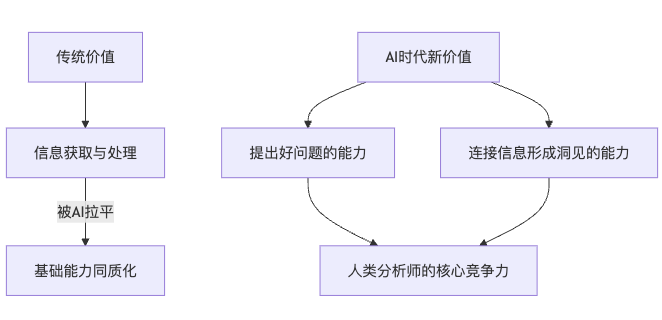 传统价值
AI时代新价值
信息获取与处理
提出好问题的能力
连接信息形成洞见的能力
被AI拉平
基础能力同质化
人类分析师的核心竞争力